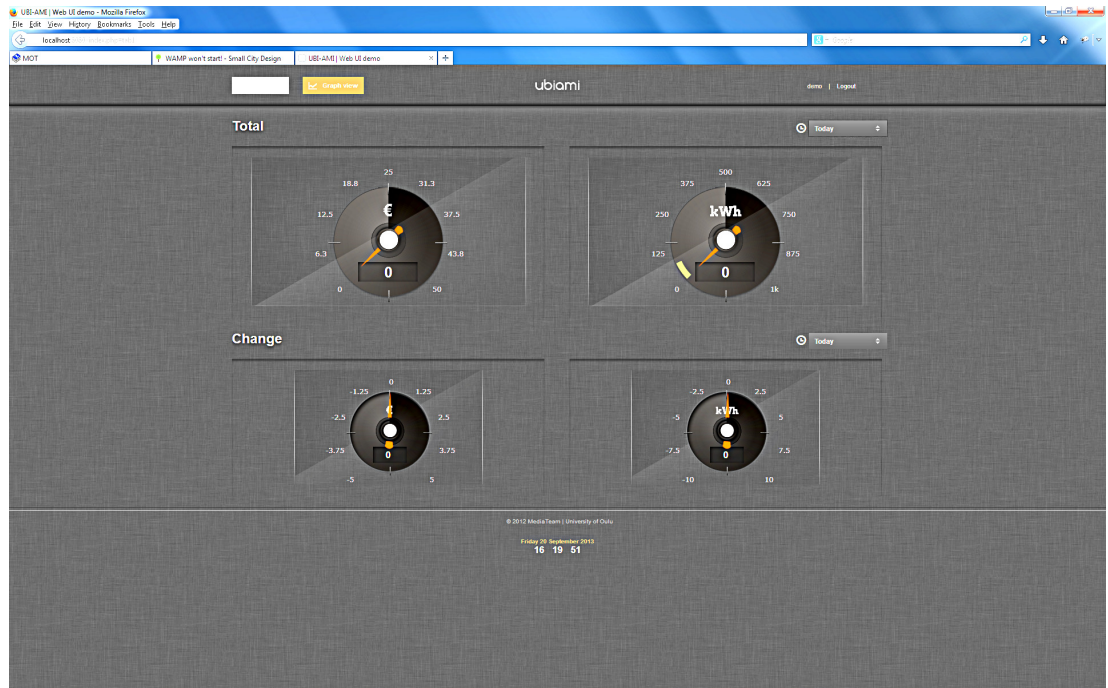 UBI-AMI | Web UI demo - Mozilla Firefox
File Edit View History Bookmarks Tools Help
localhost
Google
MOT
WAMP won't start! - Small City Design
UBI-AMI | Web UI demo
Graph view
ubiami
demo | Logout
Total
Today
25
18.8 31.3
€
12.5 37.5
6.3 43.8
0
0 50
500
375 625
kWh
250 750
125 875
0
0 1k
Change
Today
0
-1.25 1.25
€
-2.5 2.5
-3.75 3.75
0
-5 5
0
-2.5 2.5
kWh
-5 5
-7.5 7.5
0
-10 10
© 2012 MediaTeam | University of Oulu
Friday 20 September 2013
16 19 51